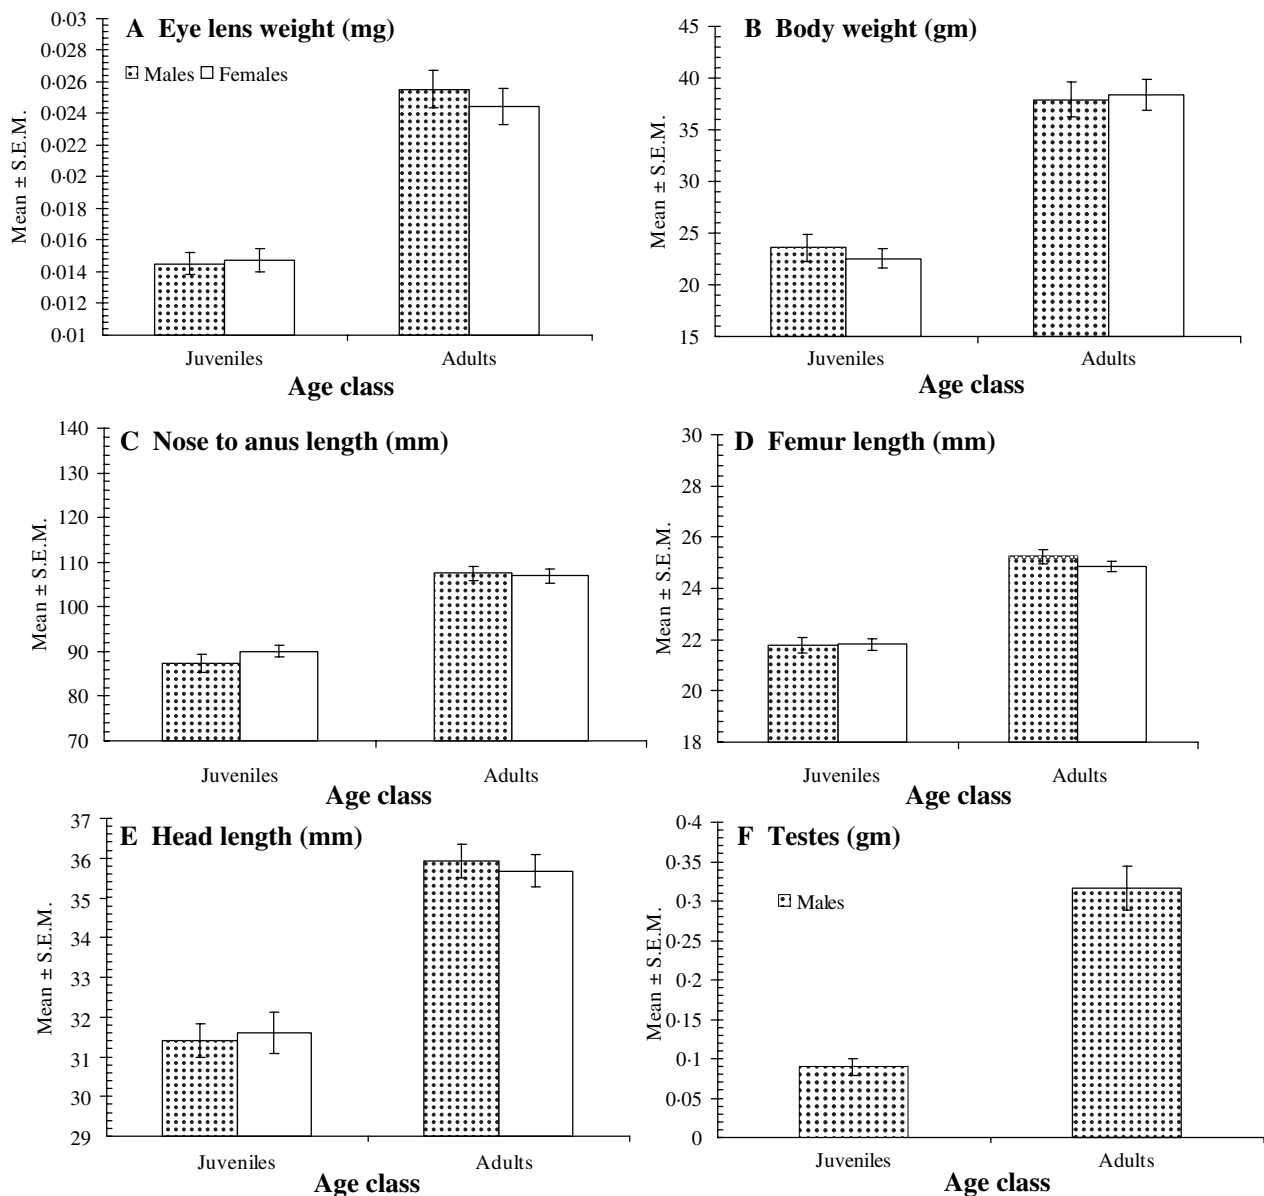 A Eye lens weight (mg)
Males Females
Mean ± S.E.M.
0·03
0·028
0·026
0·024
0·022
0·02
0·018
0·016
0·014
0·012
0·01
Juveniles Adults
Age class
B Body weight (gm)
Mean ± S.E.M.
45
40
35
30
25
20
15
Juveniles Adults
Age class
C Nose to anus length (mm)
Mean ± S.E.M.
140
130
120
110
100
90
80
70
Juveniles Adults
Age class
D Femur length (mm)
Mean ± S.E.M.
30
28
26
24
22
20
18
Juveniles Adults
Age class
E Head length (mm)
Mean ± S.E.M.
37
36
35
34
33
32
31
30
29
Juveniles Adults
Age class
F Testes (gm)
Males
Mean ± S.E.M.
0·4
0·35
0·3
0·25
0·2
0·15
0·1
0·05
0
Juveniles Adults
Age class